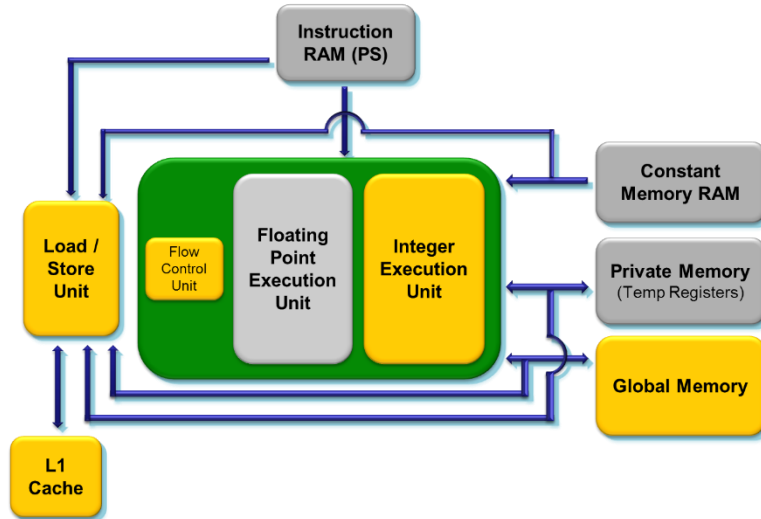 Instruction
RAM (PS)
Constant
Memory RAM
Load /
Store
Unit
Flow
Control
Unit
Floating
Point
Execution
Unit
Integer
Execution
Unit
Private Memory
(Temp Registers)
Global Memory
L1
Cache